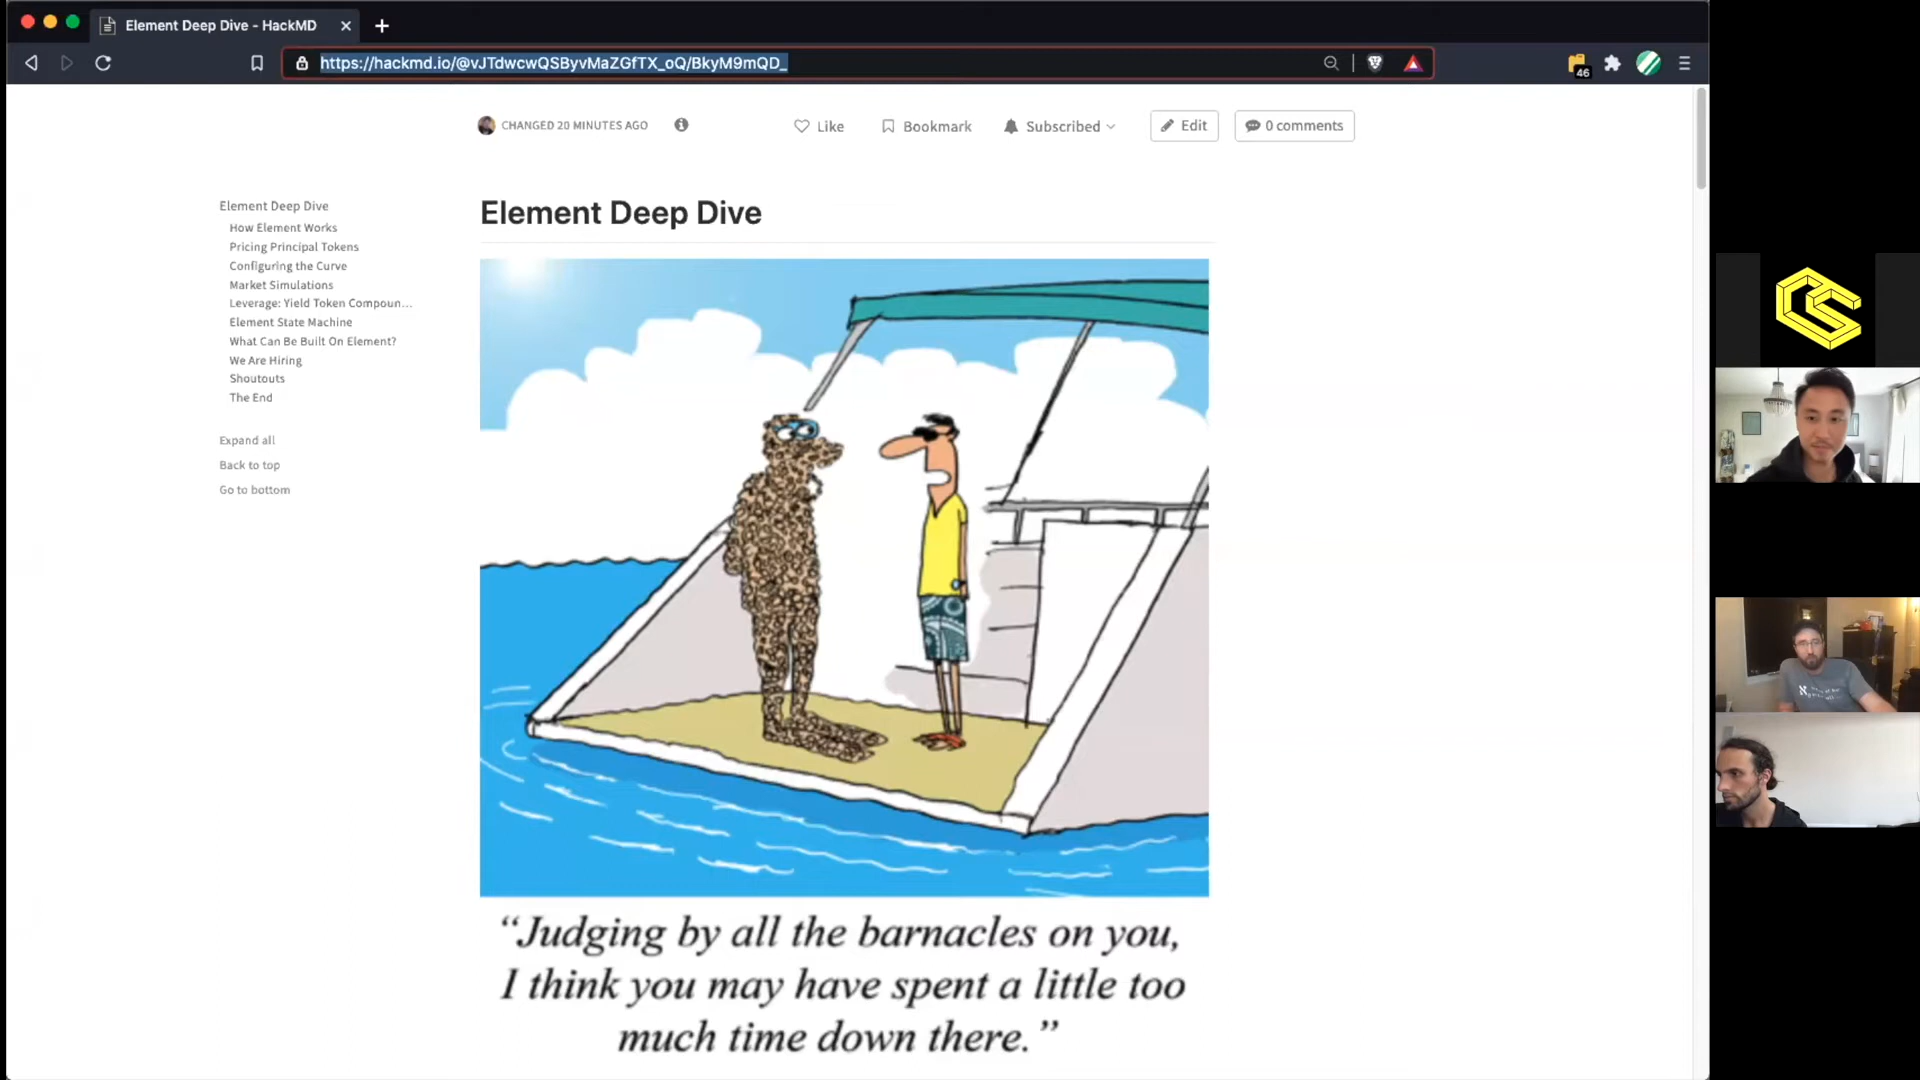 Element Deep Dive - HackMD
https://hackmd.io/@vJTdwcwQSByvMaZGfTX_oQ/BkyM9mQD_
46
CHANGED 20 MINUTES AGO
Like
Bookmark
Subscribed
Edit
0 comments
Element Deep Dive
How Element Works
Pricing Principal Tokens
Configuring the Curve
Market Simulations
Leverage: Yield Token Compoun...
Element State Machine
What Can Be Built On Element?
We Are Hiring
Shoutouts
The End
Expand all
Back to top
Go to bottom
Element Deep Dive
“Judging by all the barnacles on you,
I think you may have spent a little too
much time down there.”